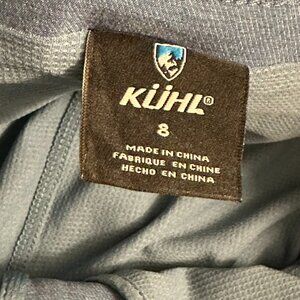 KÜHL®
8
MADE IN CHINA
FABRIQUE EN CHINE
HECHO EN CHINA